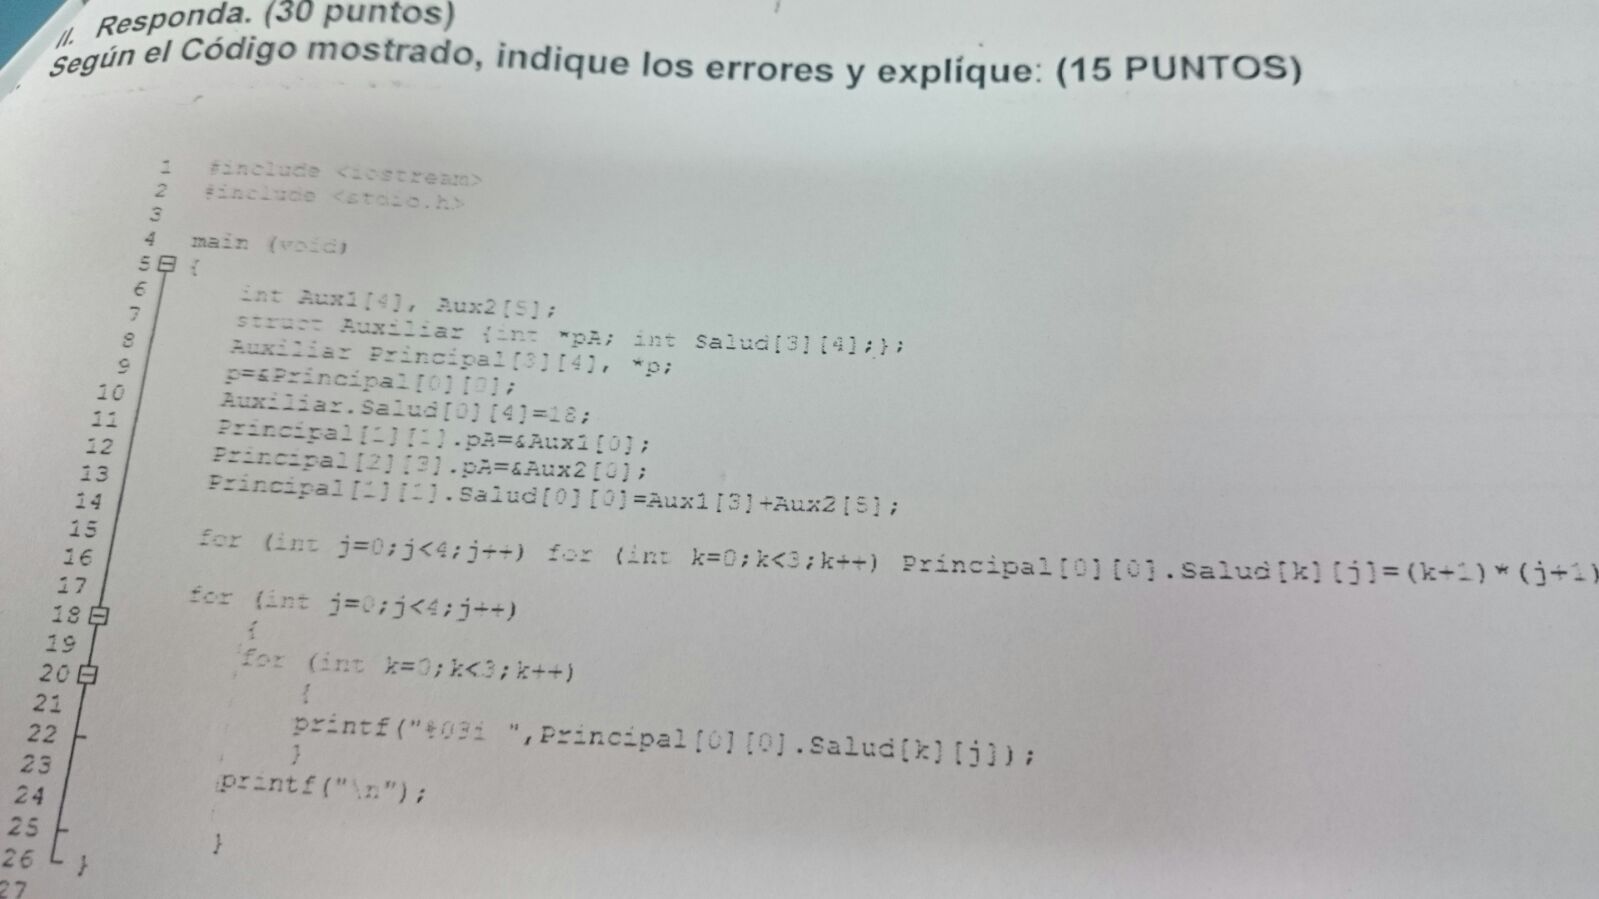 II. Responda. (30 puntos)
Según el Código mostrado, indique los errores y explíque: (15 PUNTOS)
1 #include <iostream>
2 #include <stdio.h>
3
4 main (void)
5 {
6 int Aux1[4], Aux2[5];
7 struct Auxiliar {int *pA; int Salud[3][4];};
8 Auxiliar Principal[3][4], *p;
9 p=&Principal[0][0];
10 Auxiliar.Salud[0][4]=18;
11 Principal[1][1].pA=&Aux1[0];
12 Principal[2][3].pA=&Aux2[0];
13 Principal[1][1].Salud[0][0]=Aux1[3]+Aux2[5];
14
15 for (int j=0;j<4;j++) for (int k=0;k<3;k++) Principal[0][0].Salud[k][j]=(k+1)*(j+1)
16
17 for (int j=0;j<4;j++)
18 {
19 for (int k=0;k<3;k++)
20 {
21 printf("%03i ",Principal[0][0].Salud[k][j]);
22 }
23 printf("\n");
24
25 }
26 }
27